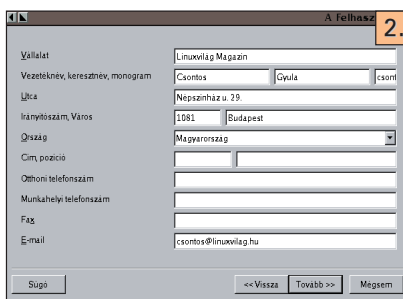 A Felhasz
2.
Vállalat Linuxvilág Magazin
Vezetéknév, keresztnév, monogram Csontos Gyula csont
Utca Népszínház u. 29.
Irányítószám, Város 1081 Budapest
Ország Magyarország
Cím, pozíció
Otthoni telefonszám
Munkahelyi telefonszám
Fax
E-mail csontos@linuxvilag.hu
Súgó << Vissza Tovább >> Mégsem